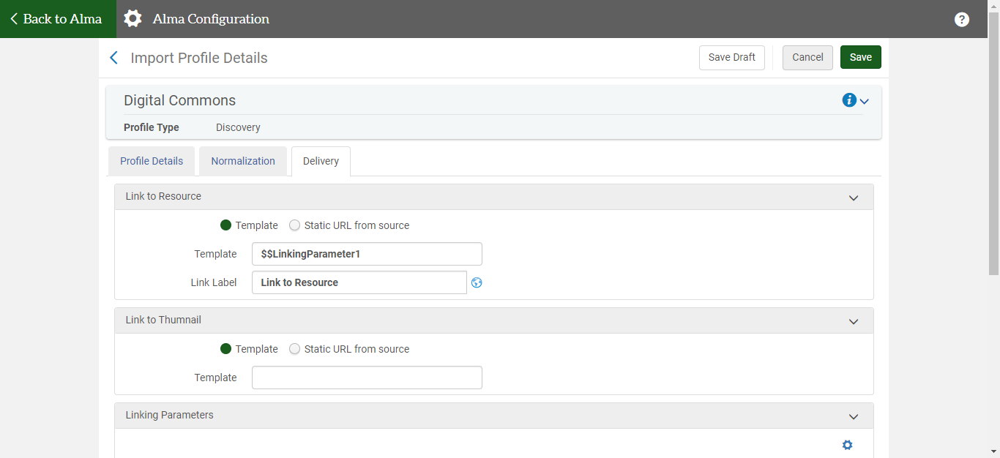 Back to Alma
Alma Configuration
?
Import Profile Details
Save Draft
Cancel
Save
Digital Commons
i
Profile Type Discovery
Profile Details
Normalization
Delivery
Link to Resource
Template Static URL from source
Template $$LinkingParameter1
Link Label Link to Resource
Link to Thumnail
Template Static URL from source
Template
Linking Parameters